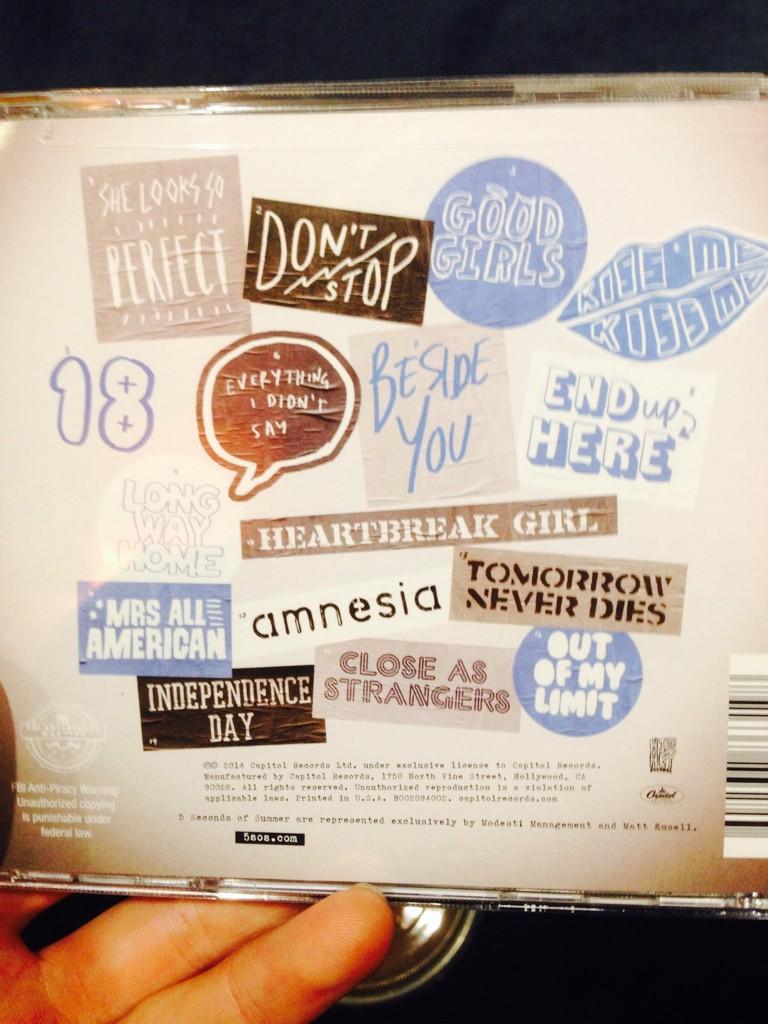 1 SHE LOOKS SO
PERFECT
2 DON'T
STOP
3 GOOD
GIRLS
KISS ME
KISS ME
18
6
EVERYTHING
I DIDN'T
SAY
BESIDE
YOU
END up
HERE
LONG
WAY
HOME
HEARTBREAK GIRL
MRS ALL
AMERICAN
amnesia
TOMORROW
NEVER DIES
INDEPENDENCE
DAY
CLOSE AS
STRANGERS
OUT
OF MY
LIMIT
FBI Anti-Piracy Warning:
Unauthorized copying
is punishable under
federal law.
℗© 2014 Capitol Records Ltd. under exclusive license to Capitol Records.
Manufactured by Capitol Records, 1750 North Vine Street, Hollywood, CA
90028. All rights reserved. Unauthorized reproduction is a violation of
applicable laws. Printed in U.S.A. B002094002. capitolrecords.com
5 Seconds of Summer are represented exclusively by Modest! Management and Matt Emsell.
5sos.com
Capitol